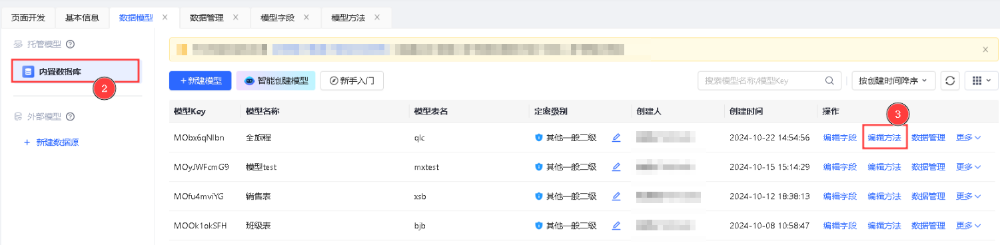 页面开发 基本信息 数据模型 × 数据管理 × 模型字段 × 模型方法 ×
托管模型 ?
内置数据库
2
外部模型 ?
+ 新建数据源
+新建模型 智能创建模型 新手入门 搜索模型名称/模型Key 按创建时间降序
模型Key 模型名称 模型表名 定密级别 创建人 创建时间 操作
3
MObx6qNlbn 全旅程 qlc 其他一般二级 2024-10-22 14:54:56 编辑字段 编辑方法 数据管理 更多
MOyJWFcmG9 模型test mxtest 其他一般二级 2024-10-15 15:14:29 编辑字段 编辑方法 数据管理 更多
MOfu4mviYG 销售表 xsb 其他一般二级 2024-10-12 18:38:13 编辑字段 编辑方法 数据管理 更多
MOOk1okSFH 班级表 bjb 其他一般二级 2024-10-08 10:58:47 编辑字段 编辑方法 数据管理 更多